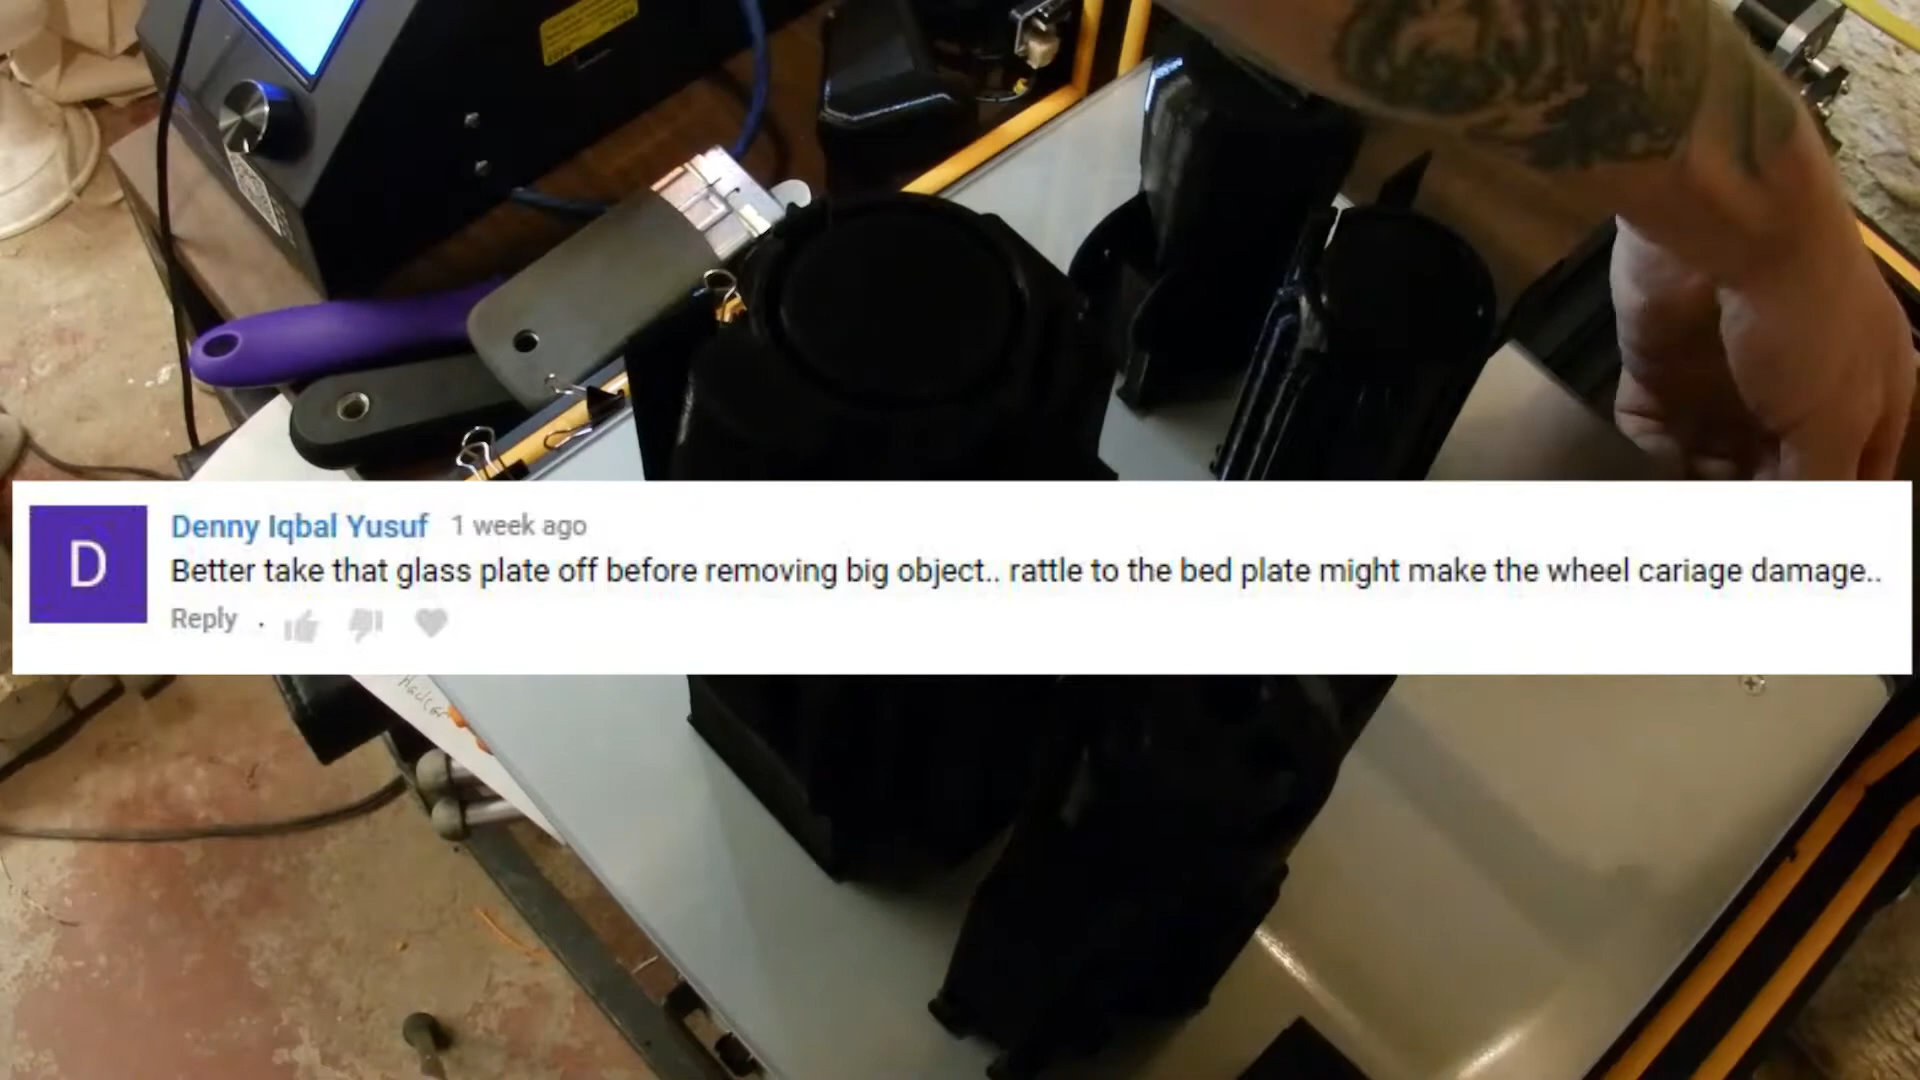 D
Denny Iqbal Yusuf 1 week ago
Better take that glass plate off before removing big object.. rattle to the bed plate might make the wheel cariage damage..
Reply .